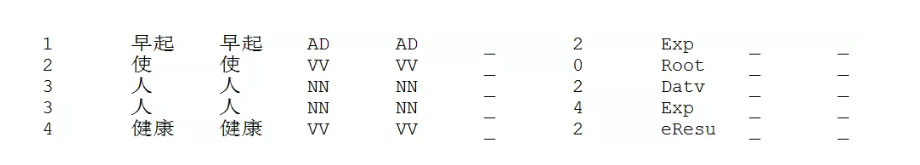 1 早起 早起 AD AD _ 2 Exp _ _
2 使 使 VV VV _ 0 Root _ _
3 人 人 NN NN _ 2 Datv _ _
3 人 人 NN NN _ 4 Exp _ _
4 健康 健康 VV VV _ 2 eResu _ _